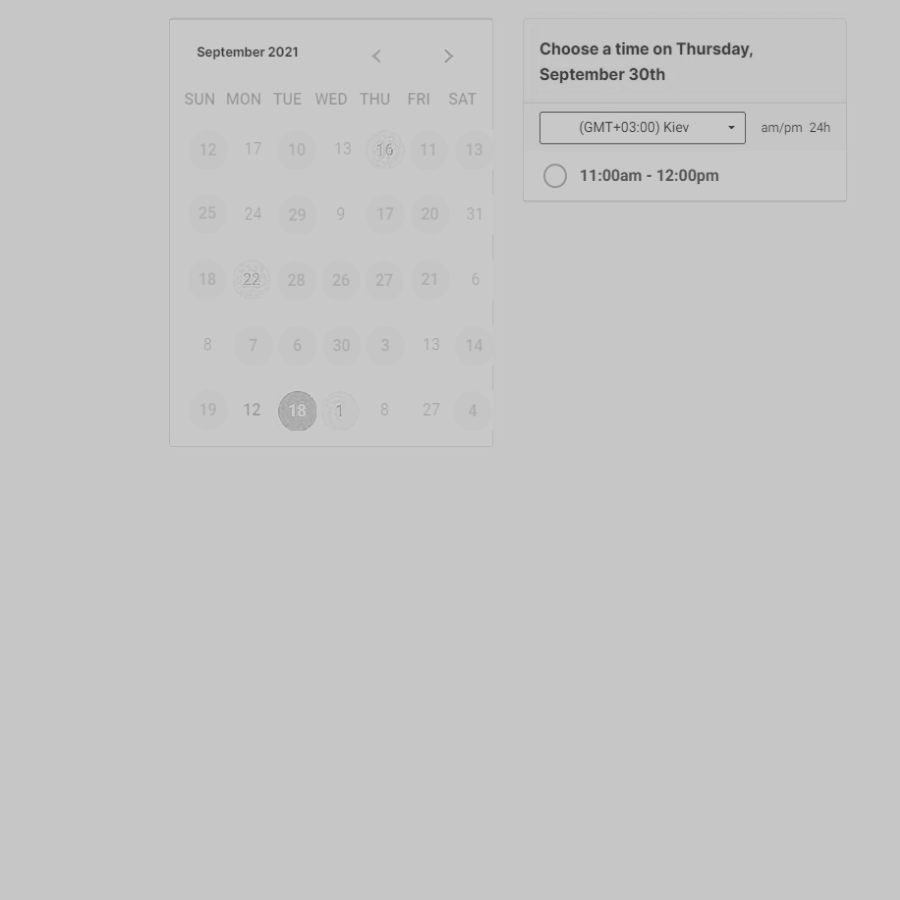 September 2021
SUN MON TUE WED THU FRI SAT
12 17 10 13 16 11 13
25 24 29 9 17 20 31
18 22 28 26 27 21 6
8 7 6 30 3 13 14
19 12 18 1 8 27 4
Choose a time on Thursday,
September 30th
(GMT+03:00) Kiev am/pm 24h
11:00am - 12:00pm